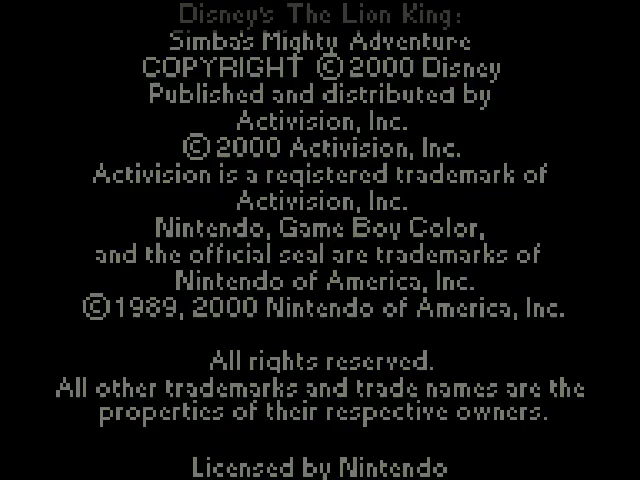 Disney's The Lion King:
Simba's Mighty Adventure
COPYRIGHT © 2000 Disney
Published and distributed by
Activision, Inc.
© 2000 Activision, Inc.
Activision is a registered trademark of
Activision, Inc.
Nintendo, Game Boy Color,
and the official seal are trademarks of
Nintendo of America, Inc.
©1989, 2000 Nintendo of America, Inc.
All rights reserved.
All other trademarks and trade names are the
properties of their respective owners.
Licensed by Nintendo